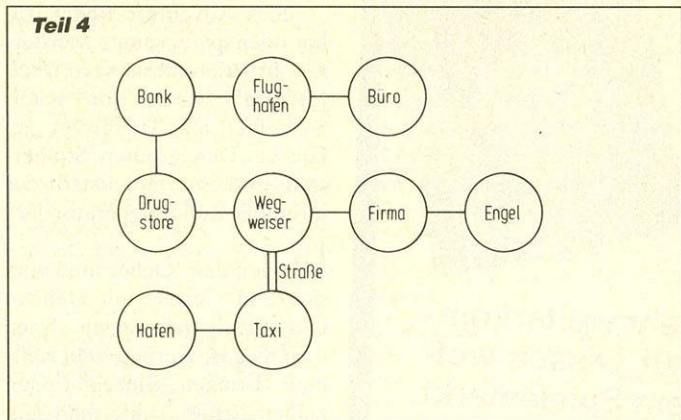 Teil 4
Bank
Flug-
hafen
Büro
Drug-
store
Weg-
weiser
Firma
Engel
Straße
Hafen
Taxi